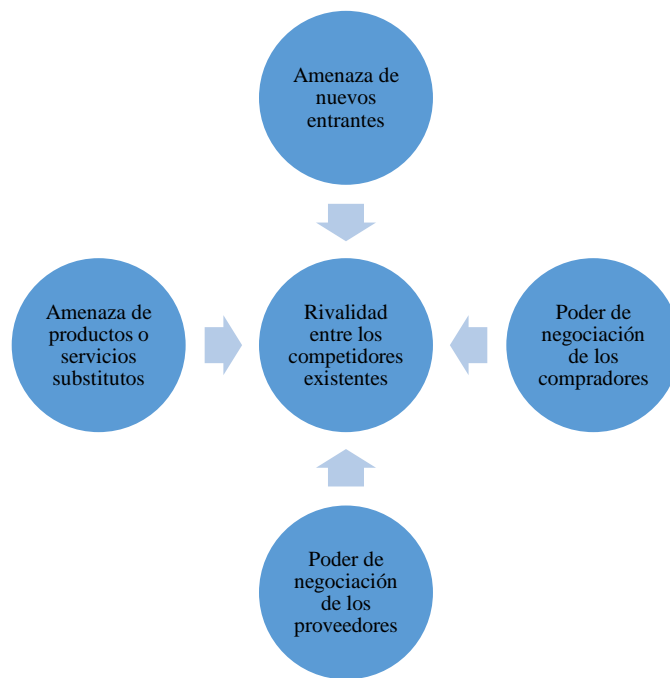 Amenaza de
nuevos
entrantes
Amenaza de
productos o
servicios
substitutos
Rivalidad
entre los
competidores
existentes
Poder de
negociación
de los
compradores
Poder de
negociación
de los
proveedores